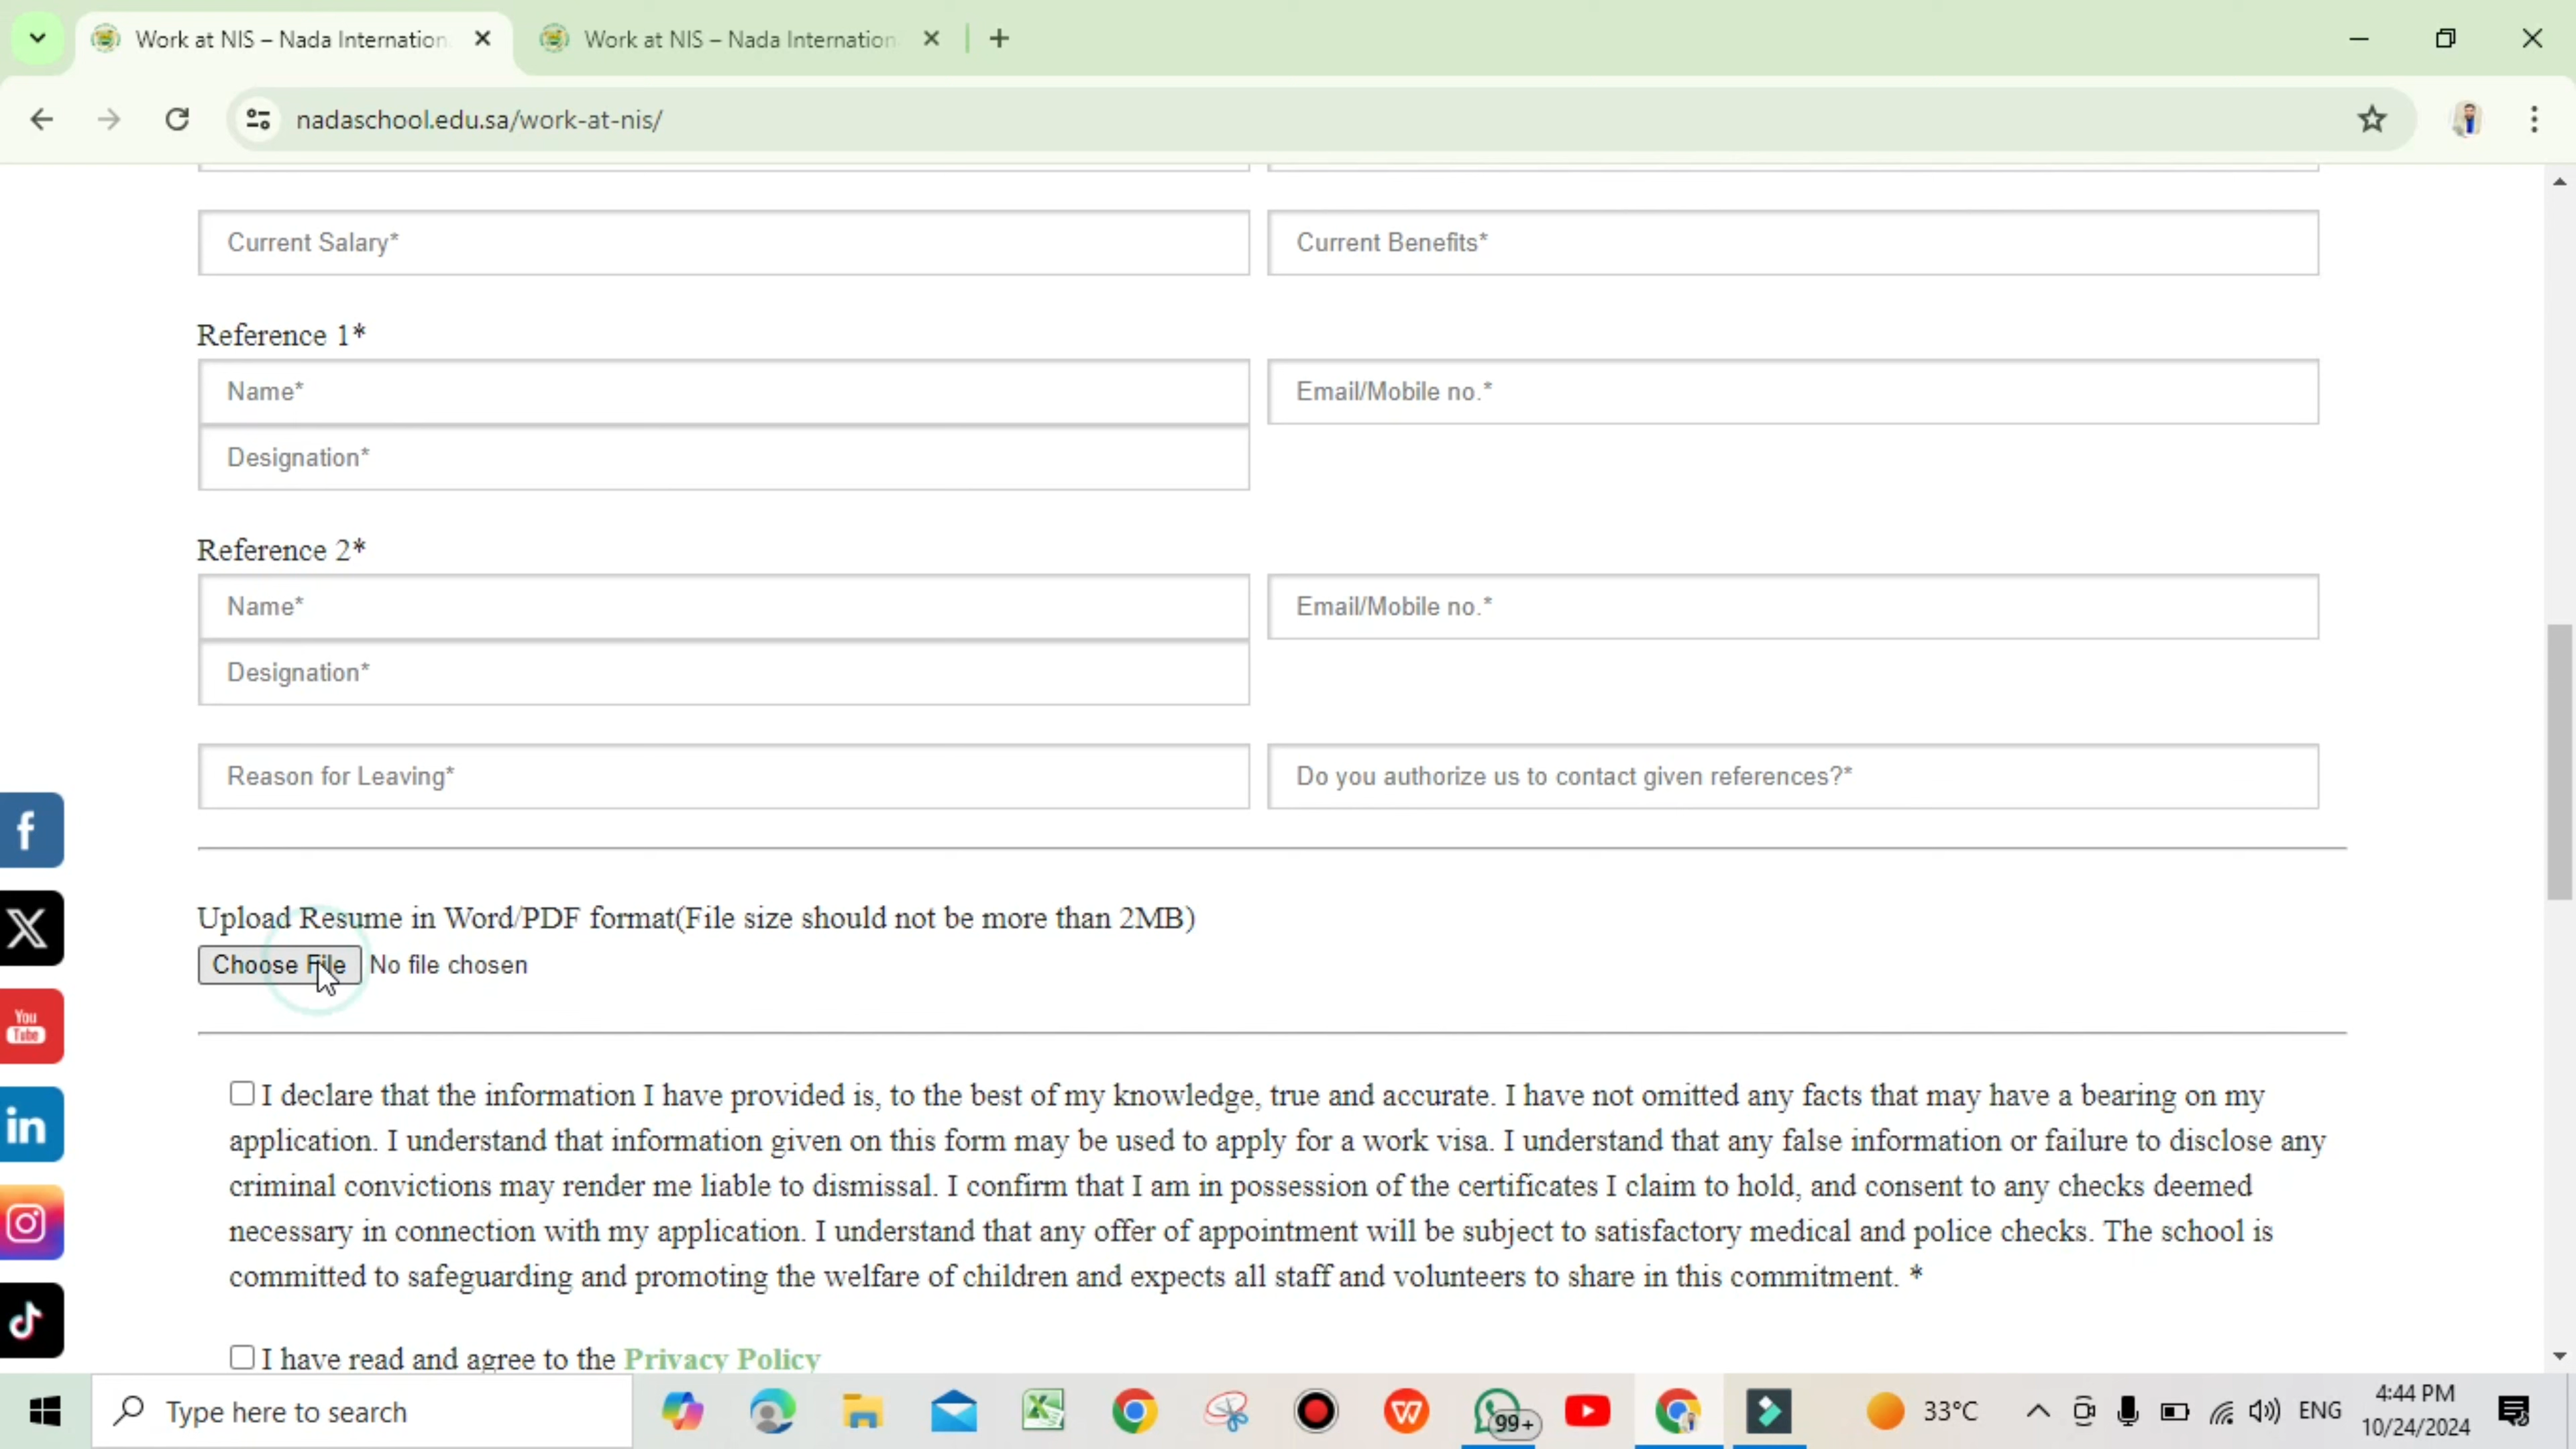 Work at NIS – Nada Internation
Work at NIS – Nada Internation
nadaschool.edu.sa/work-at-nis/
Current Salary*
Current Benefits*
Reference 1*
Name*
Email/Mobile no.*
Designation*
Reference 2*
Name*
Email/Mobile no.*
Designation*
Reason for Leaving*
Do you authorize us to contact given references?*
Upload Resume in Word/PDF format(File size should not be more than 2MB)
Choose File No file chosen
I declare that the information I have provided is, to the best of my knowledge, true and accurate. I have not omitted any facts that may have a bearing on my
application. I understand that information given on this form may be used to apply for a work visa. I understand that any false information or failure to disclose any
criminal convictions may render me liable to dismissal. I confirm that I am in possession of the certificates I claim to hold, and consent to any checks deemed
necessary in connection with my application. I understand that any offer of appointment will be subject to satisfactory medical and police checks. The school is
committed to safeguarding and promoting the welfare of children and expects all staff and volunteers to share in this commitment. *
I have read and agree to the Privacy Policy
You
Tube
Type here to search
99+
33°C
ENG
4:44 PM
10/24/2024